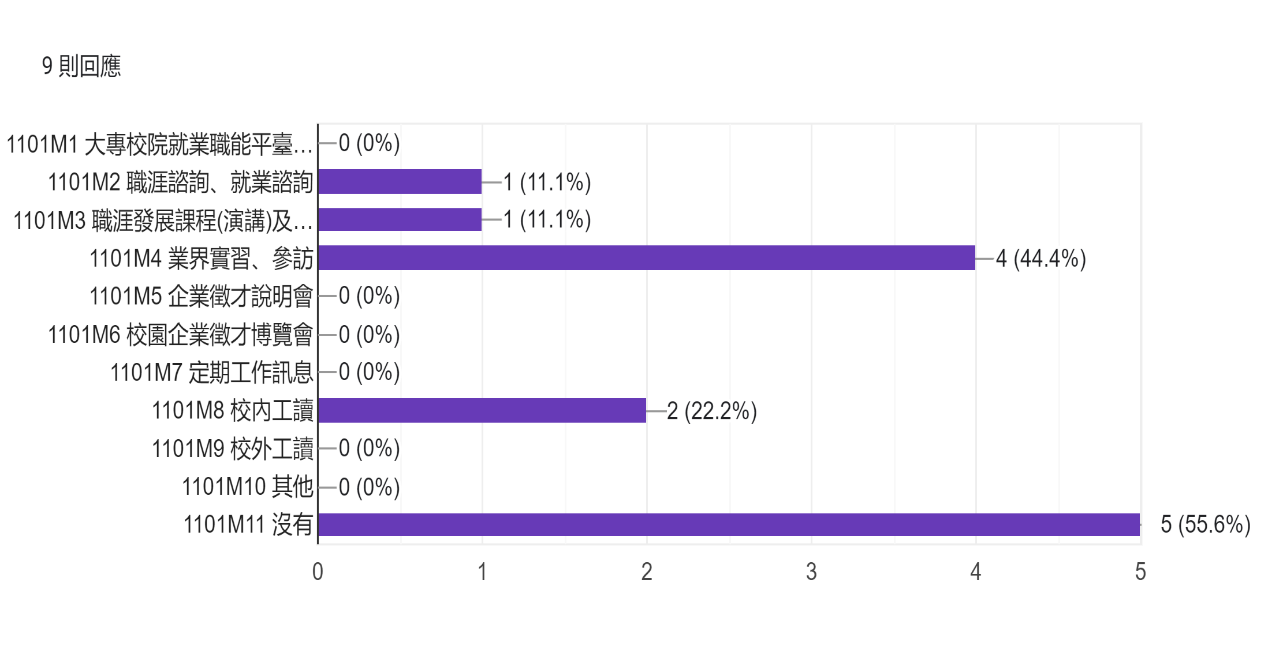 9 則回應
1101M1 大專校院就業職能平臺… 0 (0%)
1101M2 職涯諮詢、就業諮詢 1 (11.1%)
1101M3 職涯發展課程(演講)及… 1 (11.1%)
1101M4 業界實習、參訪 4 (44.4%)
1101M5 企業徵才說明會 0 (0%)
1101M6 校園企業徵才博覽會 0 (0%)
1101M7 定期工作訊息 0 (0%)
1101M8 校內工讀 2 (22.2%)
1101M9 校外工讀 0 (0%)
1101M10 其他 0 (0%)
1101M11 沒有 5 (55.6%)
0 1 2 3 4 5